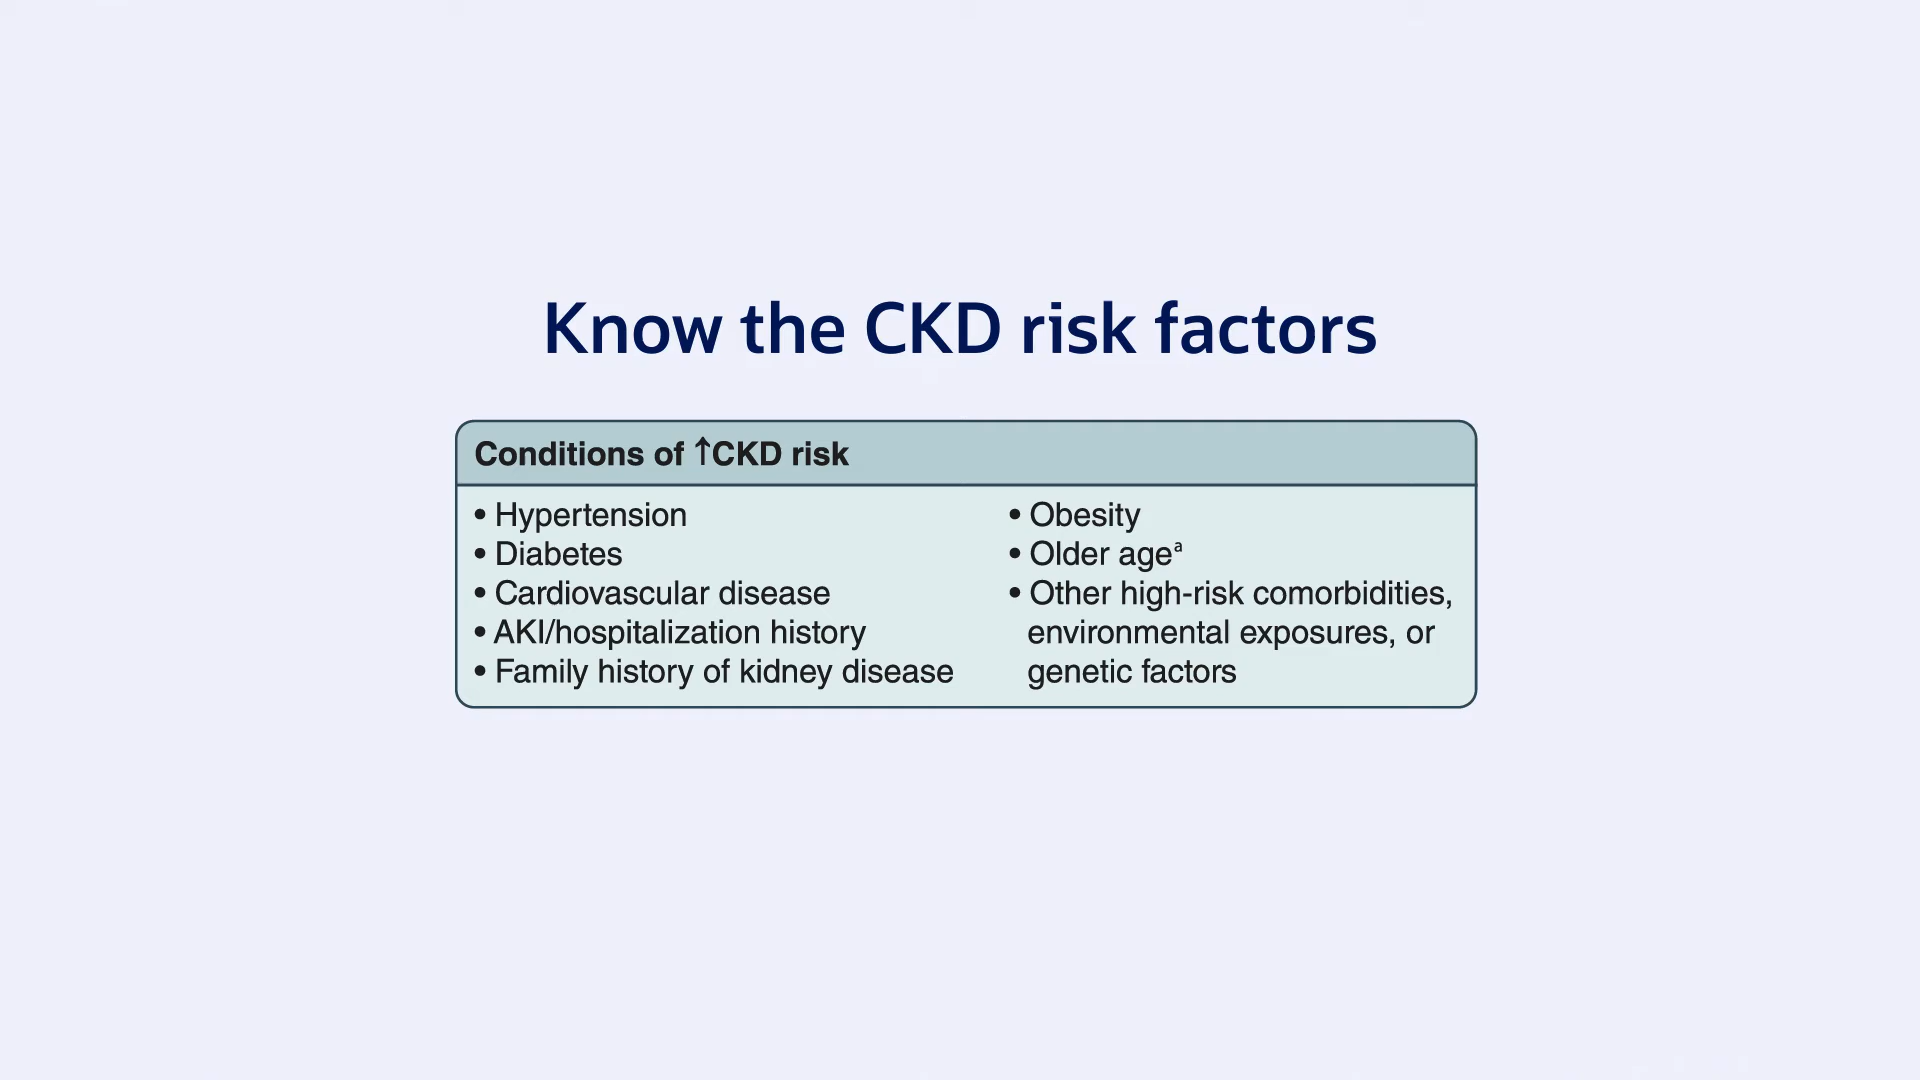 Know the CKD risk factors
Conditions of ↑CKD risk
• Hypertension
• Diabetes
• Cardiovascular disease
• AKI/hospitalization history
• Family history of kidney disease
• Obesity
• Older ageᵃ
• Other high-risk comorbidities,
environmental exposures, or
genetic factors